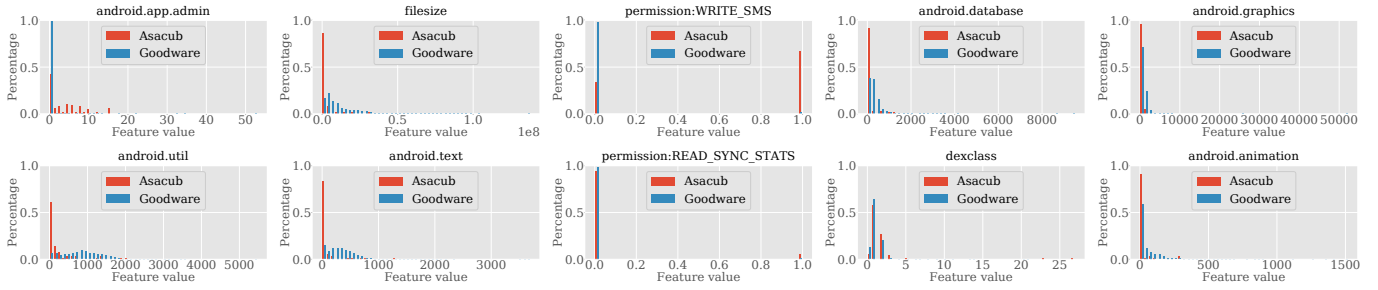 android.app.admin
Percentage
1.0
0.5
0.0
Asacub
Goodware
0 10 20 30 40 50
Feature value
filesize
Percentage
1.0
0.5
0.0
Asacub
Goodware
0.0 0.5 1.0
1e8
Feature value
permission:WRITE_SMS
Percentage
1.0
0.5
0.0
Asacub
Goodware
0.0 0.2 0.4 0.6 0.8 1.0
Feature value
android.database
Percentage
1.0
0.5
0.0
Asacub
Goodware
0 2000 4000 6000 8000
Feature value
android.graphics
Percentage
1.0
0.5
0.0
Asacub
Goodware
0 10000 20000 30000 40000 50000
Feature value
android.util
Percentage
1.0
0.5
0.0
Asacub
Goodware
0 1000 2000 3000 4000 5000
Feature value
android.text
Percentage
1.0
0.5
0.0
Asacub
Goodware
0 1000 2000 3000
Feature value
permission:READ_SYNC_STATS
Percentage
1.0
0.5
0.0
Asacub
Goodware
0.0 0.2 0.4 0.6 0.8 1.0
Feature value
dexclass
Percentage
1.0
0.5
0.0
Asacub
Goodware
0 5 10 15 20 25
Feature value
android.animation
Percentage
1.0
0.5
0.0
Asacub
Goodware
0 500 1000 1500
Feature value